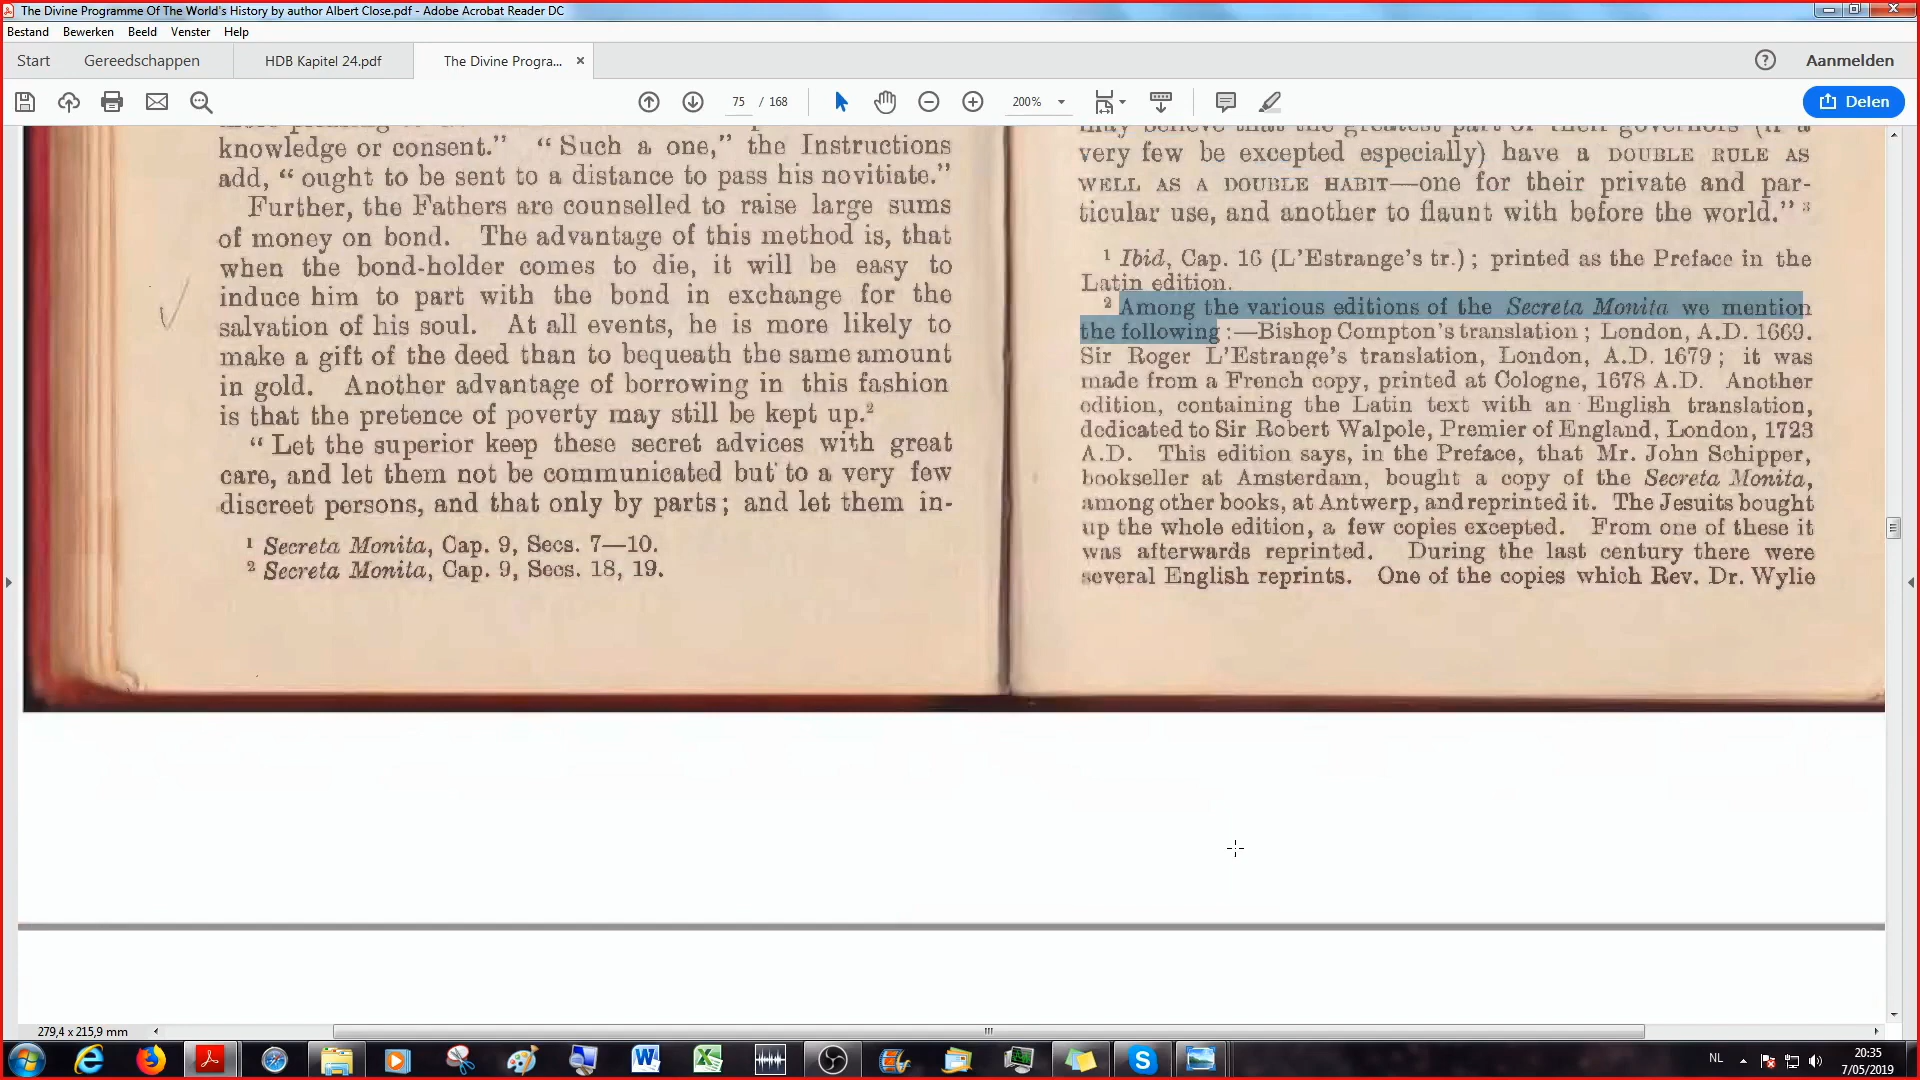 The Divine Programme Of The World's History by author Albert Close.pdf - Adobe Acrobat Reader DC
Bestand Bewerken Beeld Venster Help
Start Gereedschappen HDB Kapitel 24.pdf The Divine Progra... Aanmelden
75 / 168 200% Delen
knowledge or consent." "Such a one," the Instructions
add, "ought to be sent to a distance to pass his novitiate."
Further, the Fathers are counselled to raise large sums
of money on bond. The advantage of this method is, that
when the bond-holder comes to die, it will be easy to
induce him to part with the bond in exchange for the
salvation of his soul. At all events, he is more likely to
make a gift of the deed than to bequeath the same amount
in gold. Another advantage of borrowing in this fashion
is that the pretence of poverty may still be kept up.²
"Let the superior keep these secret advices with great
care, and let them not be communicated but to a very few
discreet persons, and that only by parts; and let them in-
¹ Secreta Monita, Cap. 9, Secs. 7—10.
² Secreta Monita, Cap. 9, Secs. 18, 19.
may believe that the greatest part of their governors (if a
very few be excepted especially) have a DOUBLE RULE AS
WELL AS A DOUBLE HABIT—one for their private and par-
ticular use, and another to flaunt with before the world." ³
¹ Ibid, Cap. 16 (L'Estrange's tr.); printed as the Preface in the
Latin edition.
² Among the various editions of the Secreta Monita we mention
the following:—Bishop Compton's translation; London, A.D. 1669.
Sir Roger L'Estrange's translation, London, A.D. 1679; it was
made from a French copy, printed at Cologne, 1678 A.D. Another
edition, containing the Latin text with an English translation,
dedicated to Sir Robert Walpole, Premier of England, London, 1723
A.D. This edition says, in the Preface, that Mr. John Schipper,
bookseller at Amsterdam, bought a copy of the Secreta Monita,
among other books, at Antwerp, and reprinted it. The Jesuits bought
up the whole edition, a few copies excepted. From one of these it
was afterwards reprinted. During the last century there were
several English reprints. One of the copies which Rev. Dr. Wylie
279,4 x 215,9 mm
NL 20:35
7/05/2019